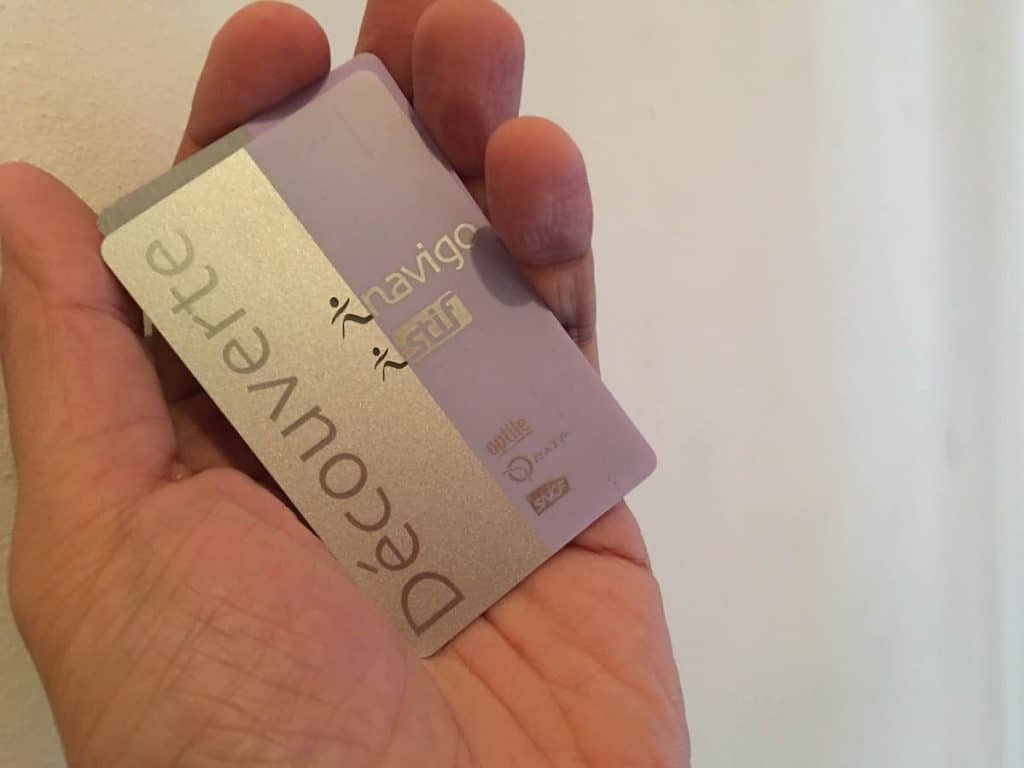 Découverte
navigo
stif
optile
RATP
SNCF